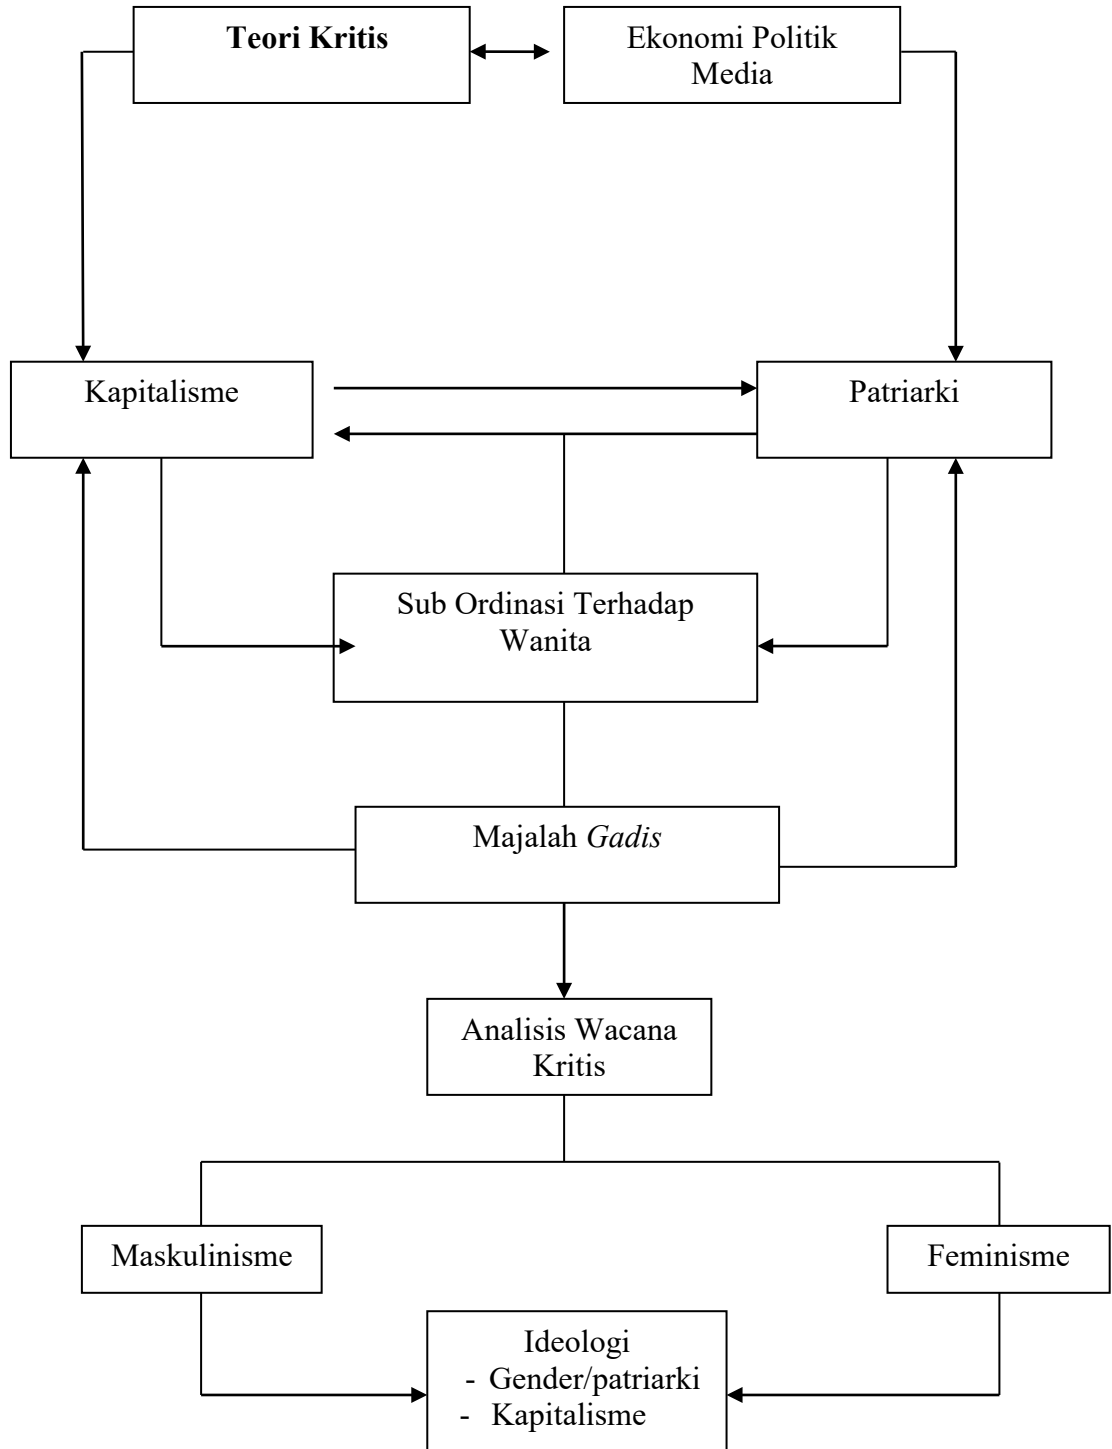 Teori Kritis
Ekonomi Politik
Media
Kapitalisme
Patriarki
Sub Ordinasi Terhadap
Wanita
Majalah Gadis
Analisis Wacana
Kritis
Maskulinisme
Feminisme
Ideologi
- Gender/patriarki
- Kapitalisme